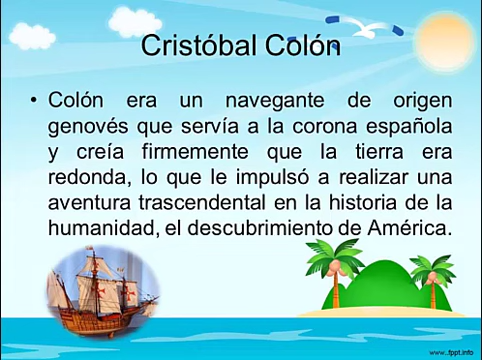 Cristóbal Colón
• Colón era un navegante de origen
genovés que servía a la corona española
y creía firmemente que la tierra era
redonda, lo que le impulsó a realizar una
aventura trascendental en la historia de la
humanidad, el descubrimiento de América.
www.fppt.info